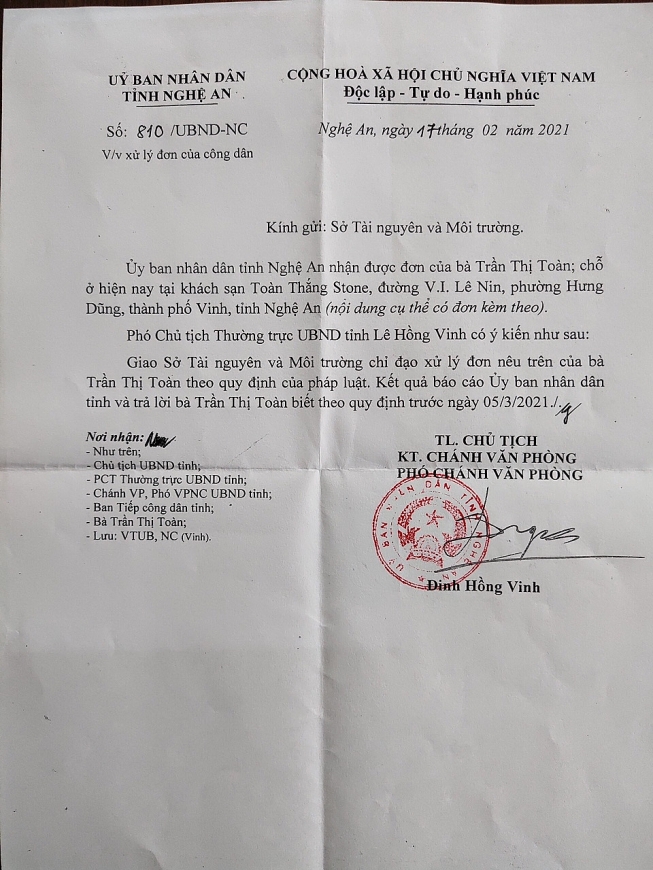 UỶ BAN NHÂN DÂN
TỈNH NGHỆ AN
CỘNG HOÀ XÃ HỘI CHỦ NGHĨA VIỆT NAM
Độc lập - Tự do - Hạnh phúc
Số: 810 /UBND-NC
V/v xử lý đơn của công dân
Nghệ An, ngày 17 tháng 02 năm 2021
Kính gửi: Sở Tài nguyên và Môi trường.
Ủy ban nhân dân tỉnh Nghệ An nhận được đơn của bà Trần Thị Toàn; chỗ
ở hiện nay tại khách sạn Toàn Thắng Stone, đường V.I. Lê Nin, phường Hưng
Dũng, thành phố Vinh, tỉnh Nghệ An (nội dung cụ thể có đơn kèm theo).
Phó Chủ tịch Thường trực UBND tỉnh Lê Hồng Vinh có ý kiến như sau:
Giao Sở Tài nguyên và Môi trường chỉ đạo xử lý đơn nêu trên của bà
Trần Thị Toàn theo quy định của pháp luật. Kết quả báo cáo Ủy ban nhân dân
tỉnh và trả lời bà Trần Thị Toàn biết theo quy định trước ngày 05/3/2021./.
Nơi nhận:
- Như trên;
- Chủ tịch UBND tỉnh;
- PCT Thường trực UBND tỉnh;
- Chánh VP, Phó VPNC UBND tỉnh;
- Ban Tiếp công dân tỉnh;
- Bà Trần Thị Toàn;
- Lưu: VTUB, NC (Vinh).
TL. CHỦ TỊCH
KT. CHÁNH VĂN PHÒNG
PHÓ CHÁNH VĂN PHÒNG
ỦY BAN NHÂN DÂN TỈNH NGHỆ AN
Đinh Hồng Vinh